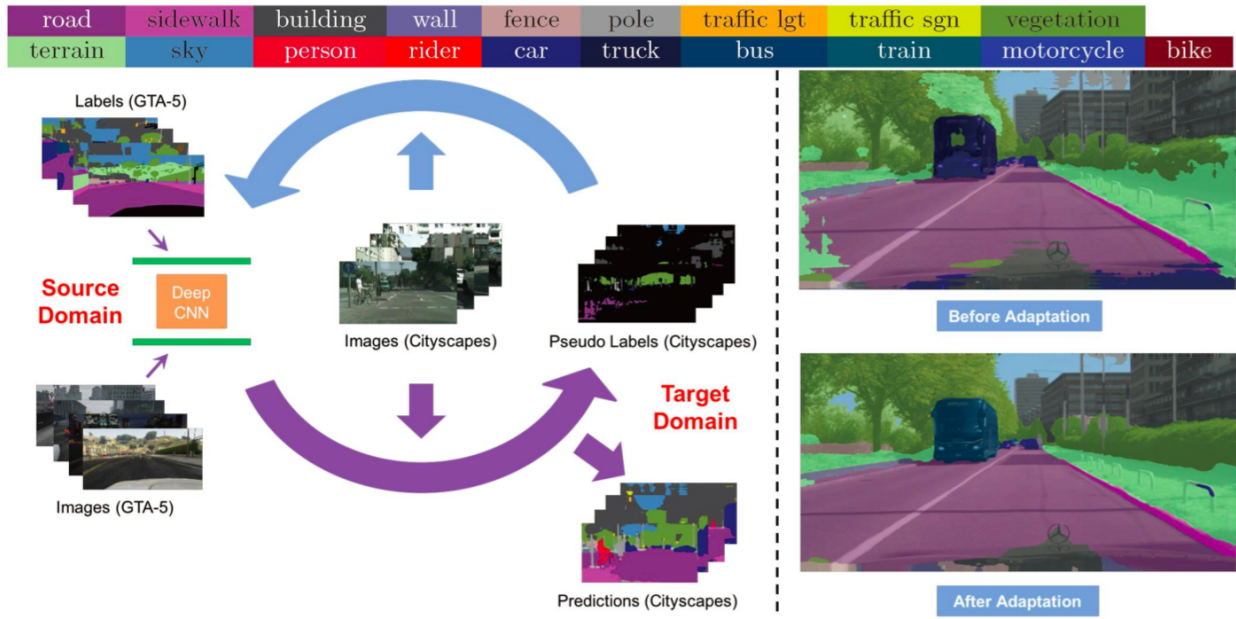 road sidewalk building wall fence pole traffic lgt traffic sgn vegetation
terrain sky person rider car truck bus train motorcycle bike
Labels (GTA-5)
Source
Domain
Deep
CNN
Images (GTA-5)
Images (Cityscapes)
Pseudo Labels (Cityscapes)
Target
Domain
Predictions (Cityscapes)
Before Adaptation
After Adaptation